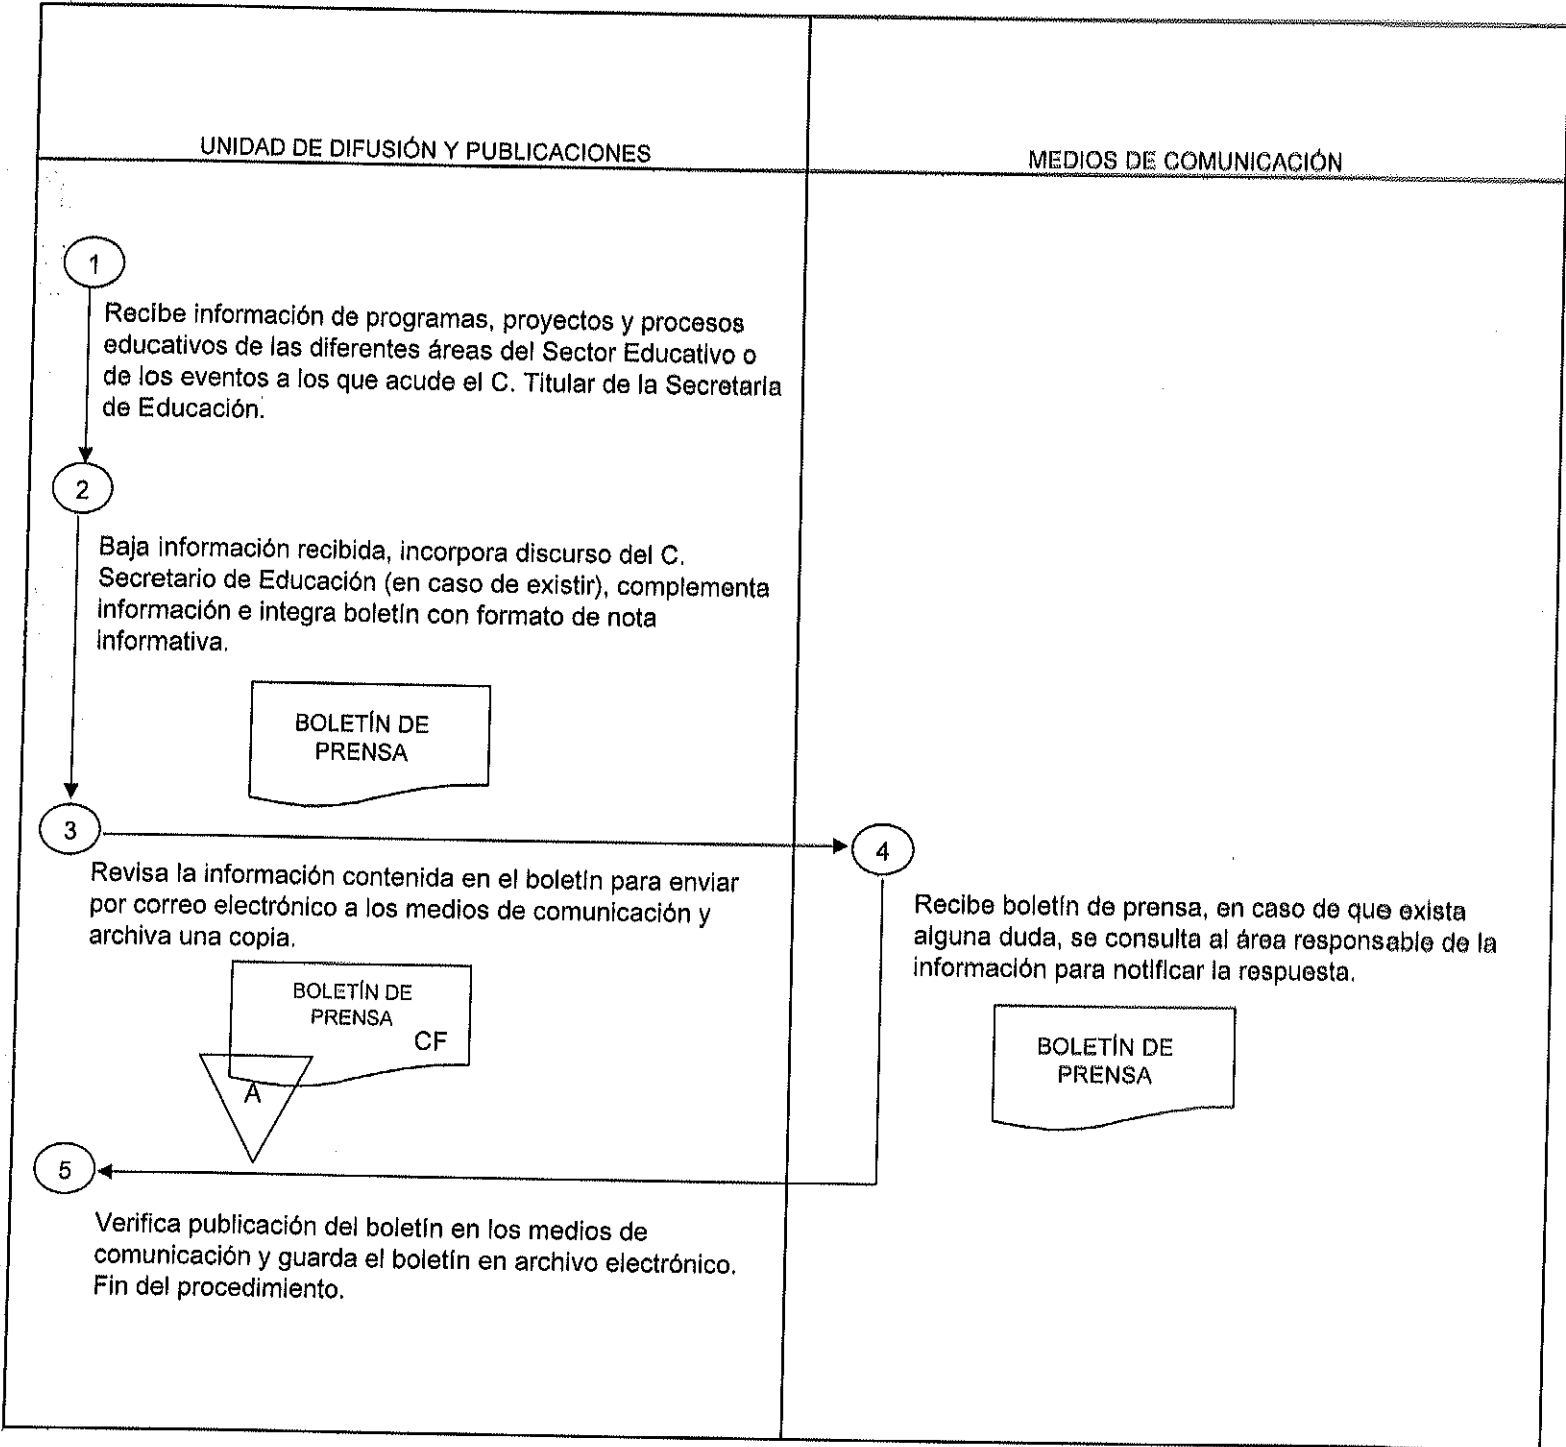 UNIDAD DE DIFUSIÓN Y PUBLICACIONES
MEDIOS DE COMUNICACIÓN
1
Recibe información de programas, proyectos y procesos
educativos de las diferentes áreas del Sector Educativo o
de los eventos a los que acude el C. Titular de la Secretaría
de Educación.
2
Baja información recibida, incorpora discurso del C.
Secretario de Educación (en caso de existir), complementa
información e integra boletín con formato de nota
informativa.
BOLETÍN DE
PRENSA
3
Revisa la información contenida en el boletín para enviar
por correo electrónico a los medios de comunicación y
archiva una copia.
BOLETÍN DE
PRENSA
CF
A
4
Recibe boletín de prensa, en caso de que exista
alguna duda, se consulta al área responsable de la
información para notificar la respuesta.
BOLETÍN DE
PRENSA
5
Verifica publicación del boletín en los medios de
comunicación y guarda el boletín en archivo electrónico.
Fin del procedimiento.